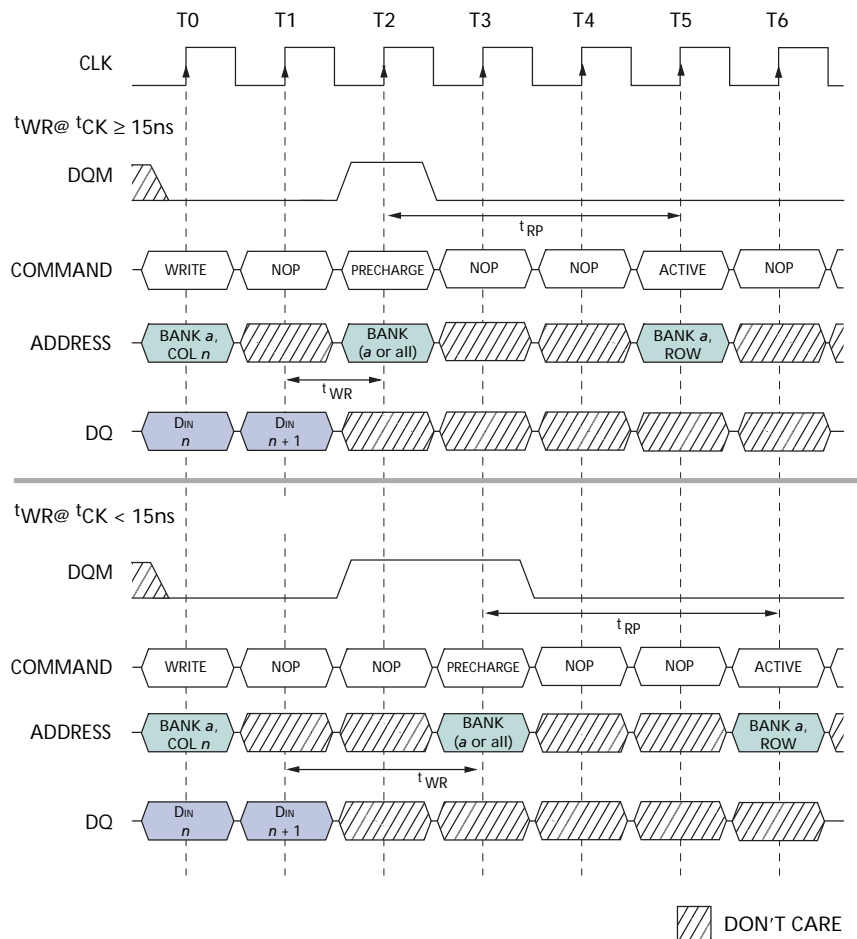 T0 T1 T2 T3 T4 T5 T6
CLK
tWR@ tCK ≥ 15ns
DQM
tRP
COMMAND WRITE NOP PRECHARGE NOP NOP ACTIVE NOP
ADDRESS BANK a, COL n BANK (a or all) BANK a, ROW
tWR
DQ DIN n DIN n + 1
tWR@ tCK < 15ns
DQM
tRP
COMMAND WRITE NOP NOP PRECHARGE NOP NOP ACTIVE
ADDRESS BANK a, COL n BANK (a or all) BANK a, ROW
tWR
DQ DIN n DIN n + 1
DON'T CARE